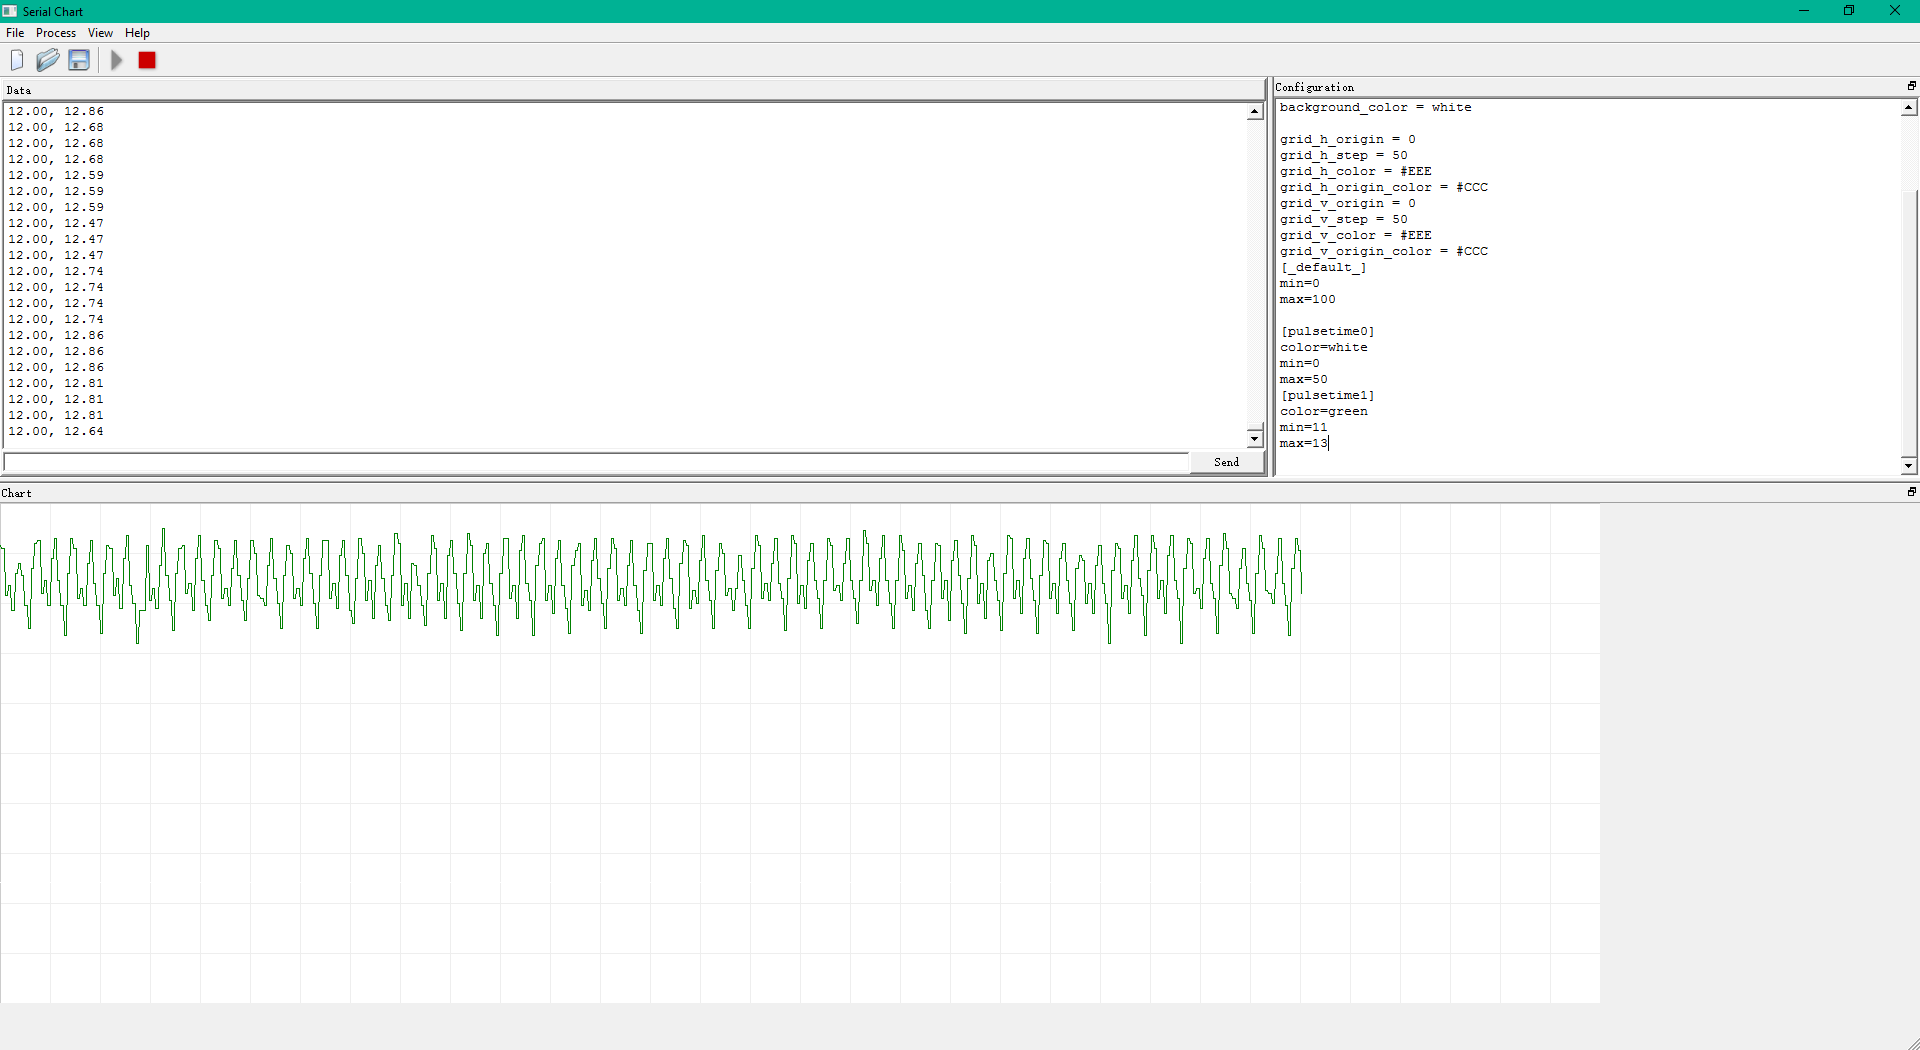 Serial Chart
File Process View Help
Data
12.00, 12.86
12.00, 12.68
12.00, 12.68
12.00, 12.68
12.00, 12.59
12.00, 12.59
12.00, 12.59
12.00, 12.47
12.00, 12.47
12.00, 12.47
12.00, 12.74
12.00, 12.74
12.00, 12.74
12.00, 12.74
12.00, 12.86
12.00, 12.86
12.00, 12.86
12.00, 12.81
12.00, 12.81
12.00, 12.81
12.00, 12.64
Send
Configuration
background_color = white
grid_h_origin = 0
grid_h_step = 50
grid_h_color = #EEE
grid_h_origin_color = #CCC
grid_v_origin = 0
grid_v_step = 50
grid_v_color = #EEE
grid_v_origin_color = #CCC
[_default_]
min=0
max=100
[pulsetime0]
color=white
min=0
max=50
[pulsetime1]
color=green
min=11
max=13
Chart